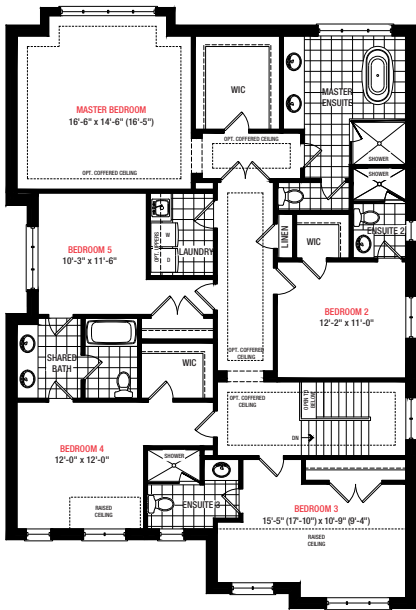 MASTER BEDROOM
16'-6" x 14'-6" (16'-5")
OPT. COFFERED CEILING
WIC
MASTER
ENSUITE
SHOWER
OPT. COFFERED CEILING
SHOWER
ENSUITE 2
BEDROOM 5
10'-3" x 11'-6"
OPT. UPPERS
W
D
LAUNDRY
LINEN
WIC
BEDROOM 2
12'-2" x 11'-0"
OPT. COFFERED
CEILING
SHARED
BATH
WIC
OPT. COFFERED
CEILING
OPEN TO
BELOW
DN
BEDROOM 4
12'-0" x 12'-0"
RAISED
CEILING
SHOWER
ENSUITE 3
BEDROOM 3
15'-5" (17'-10") x 10'-9" (9'-4")
RAISED
CEILING